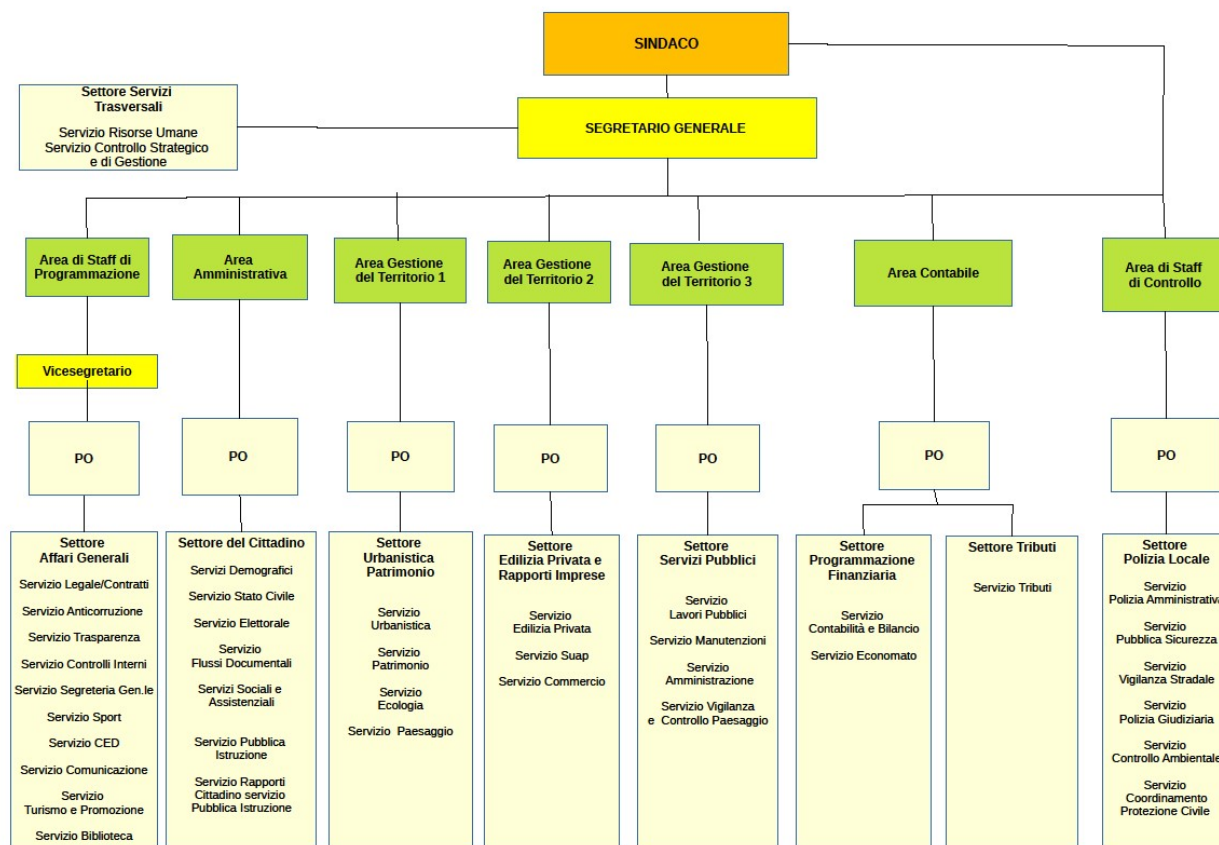 SINDACO
SEGRETARIO GENERALE
Settore Servizi
Trasversali
Servizio Risorse Umane
Servizio Controllo Strategico
e di Gestione
Area di Staff di
Programmazione
Area
Amministrativa
Area Gestione
del Territorio 1
Area Gestione
del Territorio 2
Area Gestione
del Territorio 3
Area Contabile
Area di Staff
di Controllo
Vicesegretario
PO
PO
PO
PO
PO
PO
PO
Settore
Affari Generali
Servizio Legale/Contratti
Servizio Anticorruzione
Servizio Trasparenza
Servizio Controlli Interni
Servizio Segreteria Gen.le
Servizio Sport
Servizio CED
Servizio Comunicazione
Servizio
Turismo e Promozione
Servizio Biblioteca
Settore del Cittadino
Servizi Demografici
Servizio Stato Civile
Servizio Elettorale
Servizio
Flussi Documentali
Servizi Sociali e
Assistenziali
Servizio Pubblica
Istruzione
Servizio Rapporti
Cittadino servizio
Pubblica Istruzione
Settore
Urbanistica
Patrimonio
Servizio
Urbanistica
Servizio
Patrimonio
Servizio
Ecologia
Servizio Paesaggio
Settore
Edilizia Privata e
Rapporti Imprese
Servizio
Edilizia Privata
Servizio Suap
Servizio Commercio
Settore
Servizi Pubblici
Servizio
Lavori Pubblici
Servizio Manutenzioni
Servizio
Amministrazione
Servizio Vigilanza
e Controllo Paesaggio
Settore
Programmazione
Finanziaria
Servizio
Contabilità e Bilancio
Servizio Economato
Settore Tributi
Servizio Tributi
Settore
Polizia Locale
Servizio
Polizia Amministrativa
Servizio
Pubblica Sicurezza
Servizio
Vigilanza Stradale
Servizio
Polizia Giudiziaria
Servizio
Controllo Ambientale
Servizio
Coordinamento
Protezione Civile